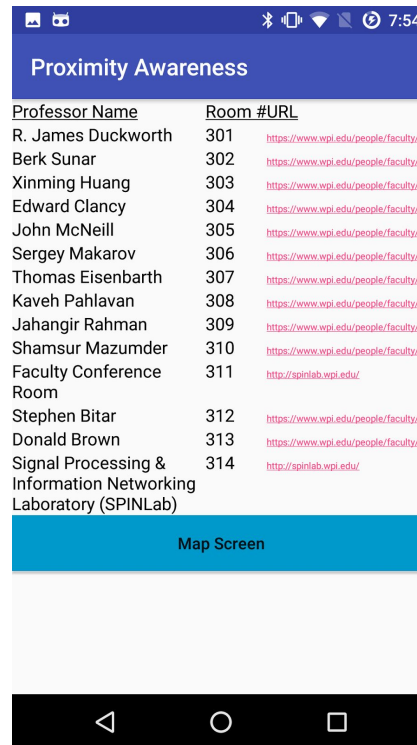 7:54
Proximity Awareness
Professor Name Room #URL
R. James Duckworth 301 https://www.wpi.edu/people/faculty/
Berk Sunar 302 https://www.wpi.edu/people/faculty/
Xinming Huang 303 https://www.wpi.edu/people/faculty/
Edward Clancy 304 https://www.wpi.edu/people/faculty/
John McNeill 305 https://www.wpi.edu/people/faculty/
Sergey Makarov 306 https://www.wpi.edu/people/faculty/
Thomas Eisenbarth 307 https://www.wpi.edu/people/faculty/
Kaveh Pahlavan 308 https://www.wpi.edu/people/faculty/
Jahangir Rahman 309 https://www.wpi.edu/people/faculty/
Shamsur Mazumder 310 https://www.wpi.edu/people/faculty/
Faculty Conference 311 http://spinlab.wpi.edu/
Room
Stephen Bitar 312 https://www.wpi.edu/people/faculty/
Donald Brown 313 https://www.wpi.edu/people/faculty/
Signal Processing & 314 http://spinlab.wpi.edu/
Information Networking
Laboratory (SPINLab)
Map Screen